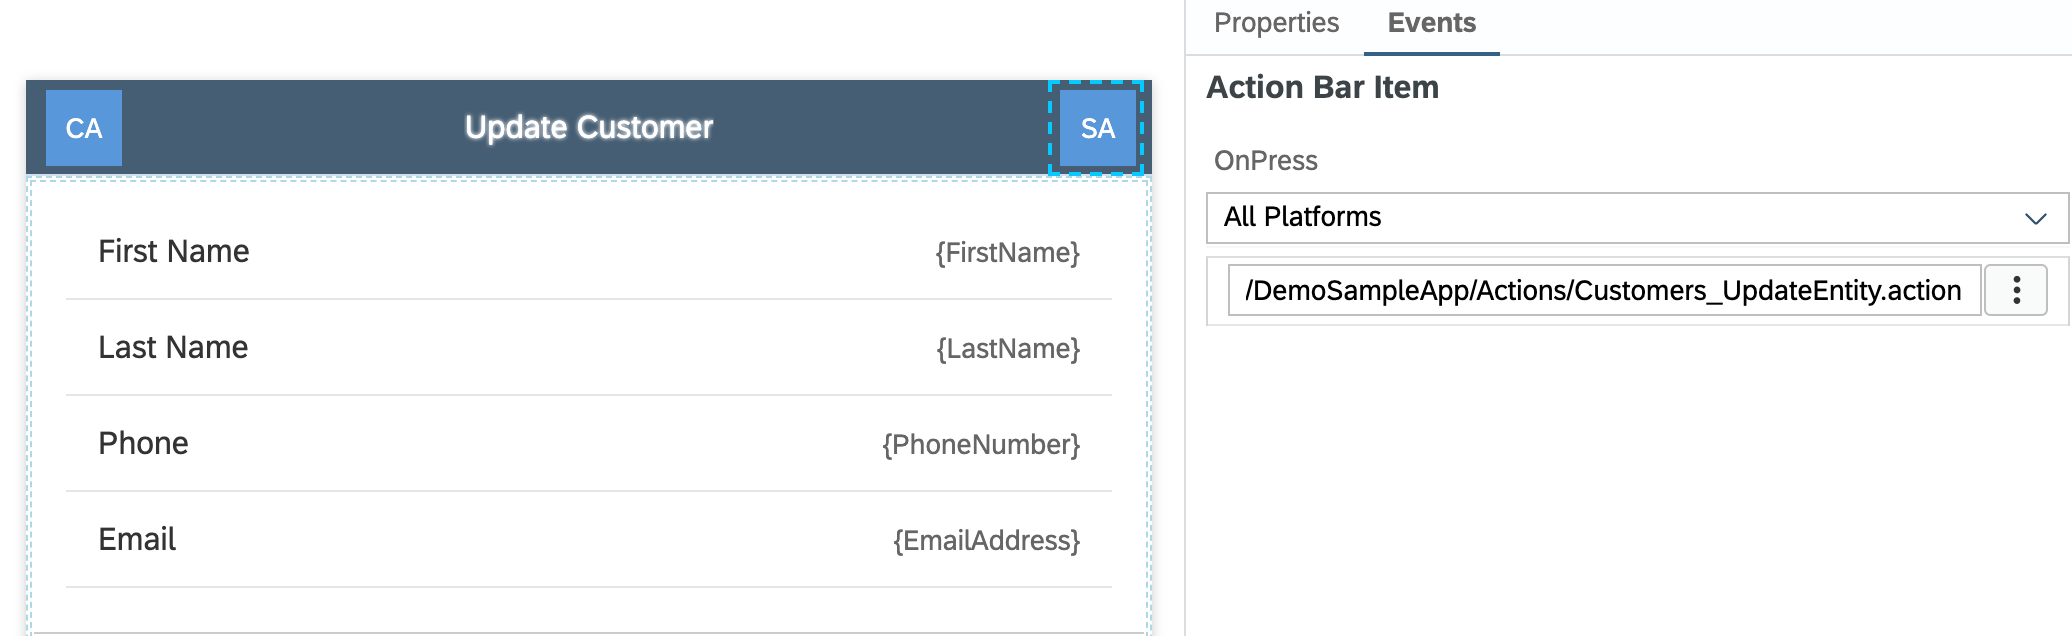 CA
Update Customer
SA
First Name
{FirstName}
Last Name
{LastName}
Phone
{PhoneNumber}
Email
{EmailAddress}
Properties
Events
Action Bar Item
OnPress
All Platforms
/DemoSampleApp/Actions/Customers_UpdateEntity.action